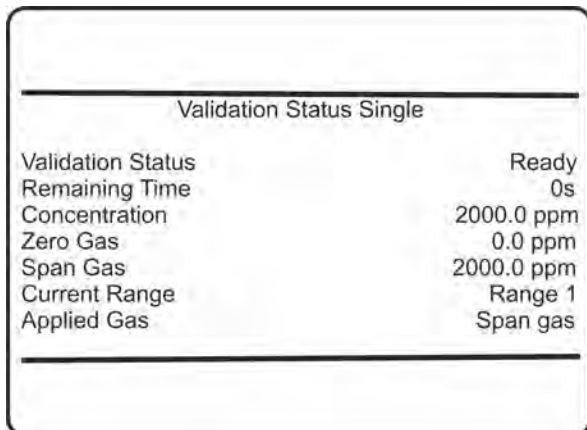 Validation Status Single
Validation Status Ready
Remaining Time 0s
Concentration 2000.0 ppm
Zero Gas 0.0 ppm
Span Gas 2000.0 ppm
Current Range Range 1
Applied Gas Span gas